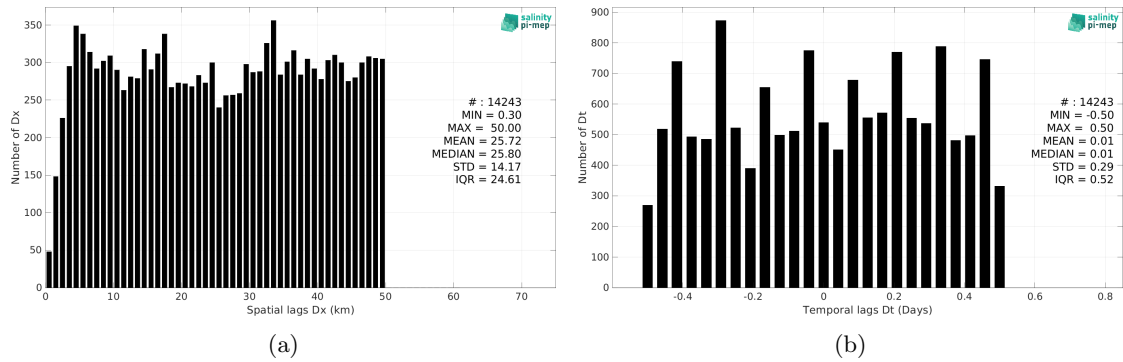 350
300
250
200
150
100
50
0
Number of Dx
0
10
20
30
40
50
60
70
Spatial lags Dx (km)
salinity
pi-mep
# : 14243
MIN = 0.30
MAX = 50.00
MEAN = 25.72
MEDIAN = 25.80
STD = 14.17
IQR = 24.61
(a)
900
800
700
600
500
400
300
200
100
0
Number of Dt
-0.4
-0.2
0
0.2
0.4
0.6
0.8
Temporal lags Dt (Days)
salinity
pi-mep
# : 14243
MIN = -0.50
MAX = 0.50
MEAN = 0.01
MEDIAN = 0.01
STD = 0.29
IQR = 0.52
(b)